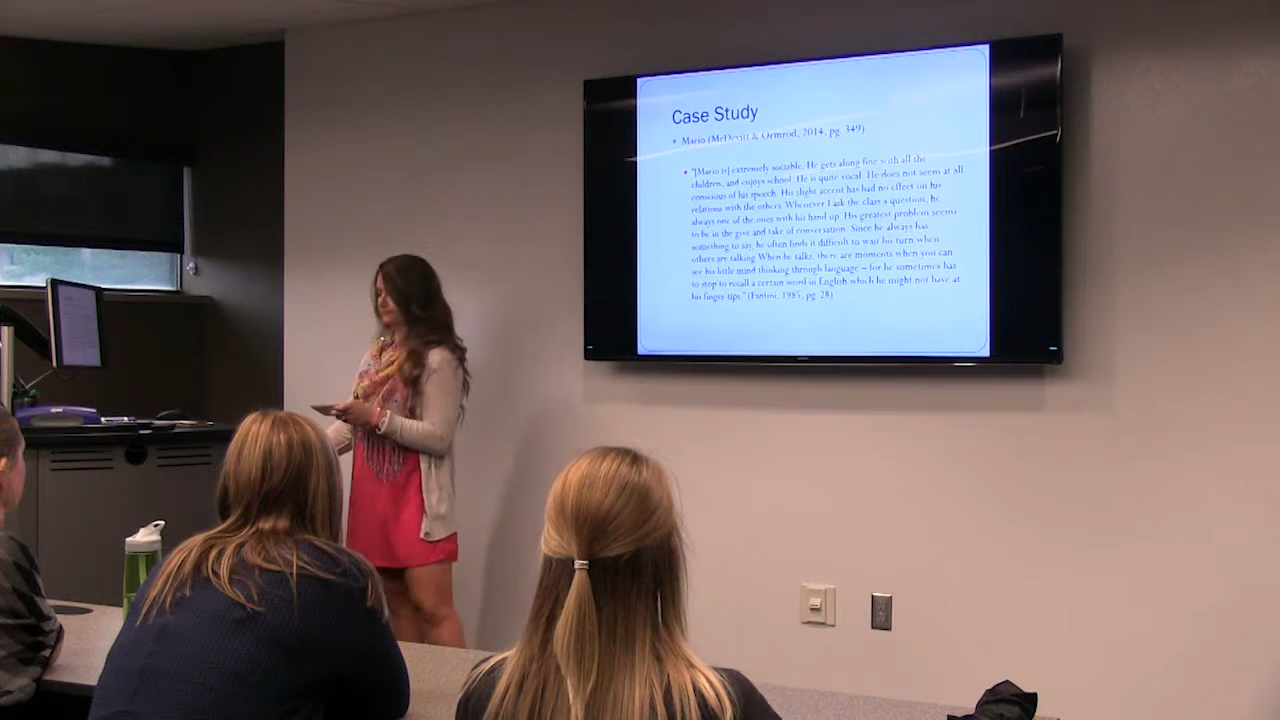 Case Study
Mario (McDevitt & Ormrod, 2014, pg. 349)
"[Mario is] extremely sociable. He gets along fine with all the
children, and enjoys school. He is quite vocal. He does not seem at all
conscious of his speech. His slight accent has had no effect on his
relations with the others. Whenever I ask the class a question, he
always one of the ones with his hand up. His greatest problem seems
to be in the give and take of conversation. Since he always has
something to say, he often finds it difficult to wait his turn when
others are talking. When he talks, there are moments when you can
see his little mind thinking through language – for he sometimes has
to stop to recall a certain word in English which he might not have at
his finger tips." (Fantini, 1985, pg. 28)